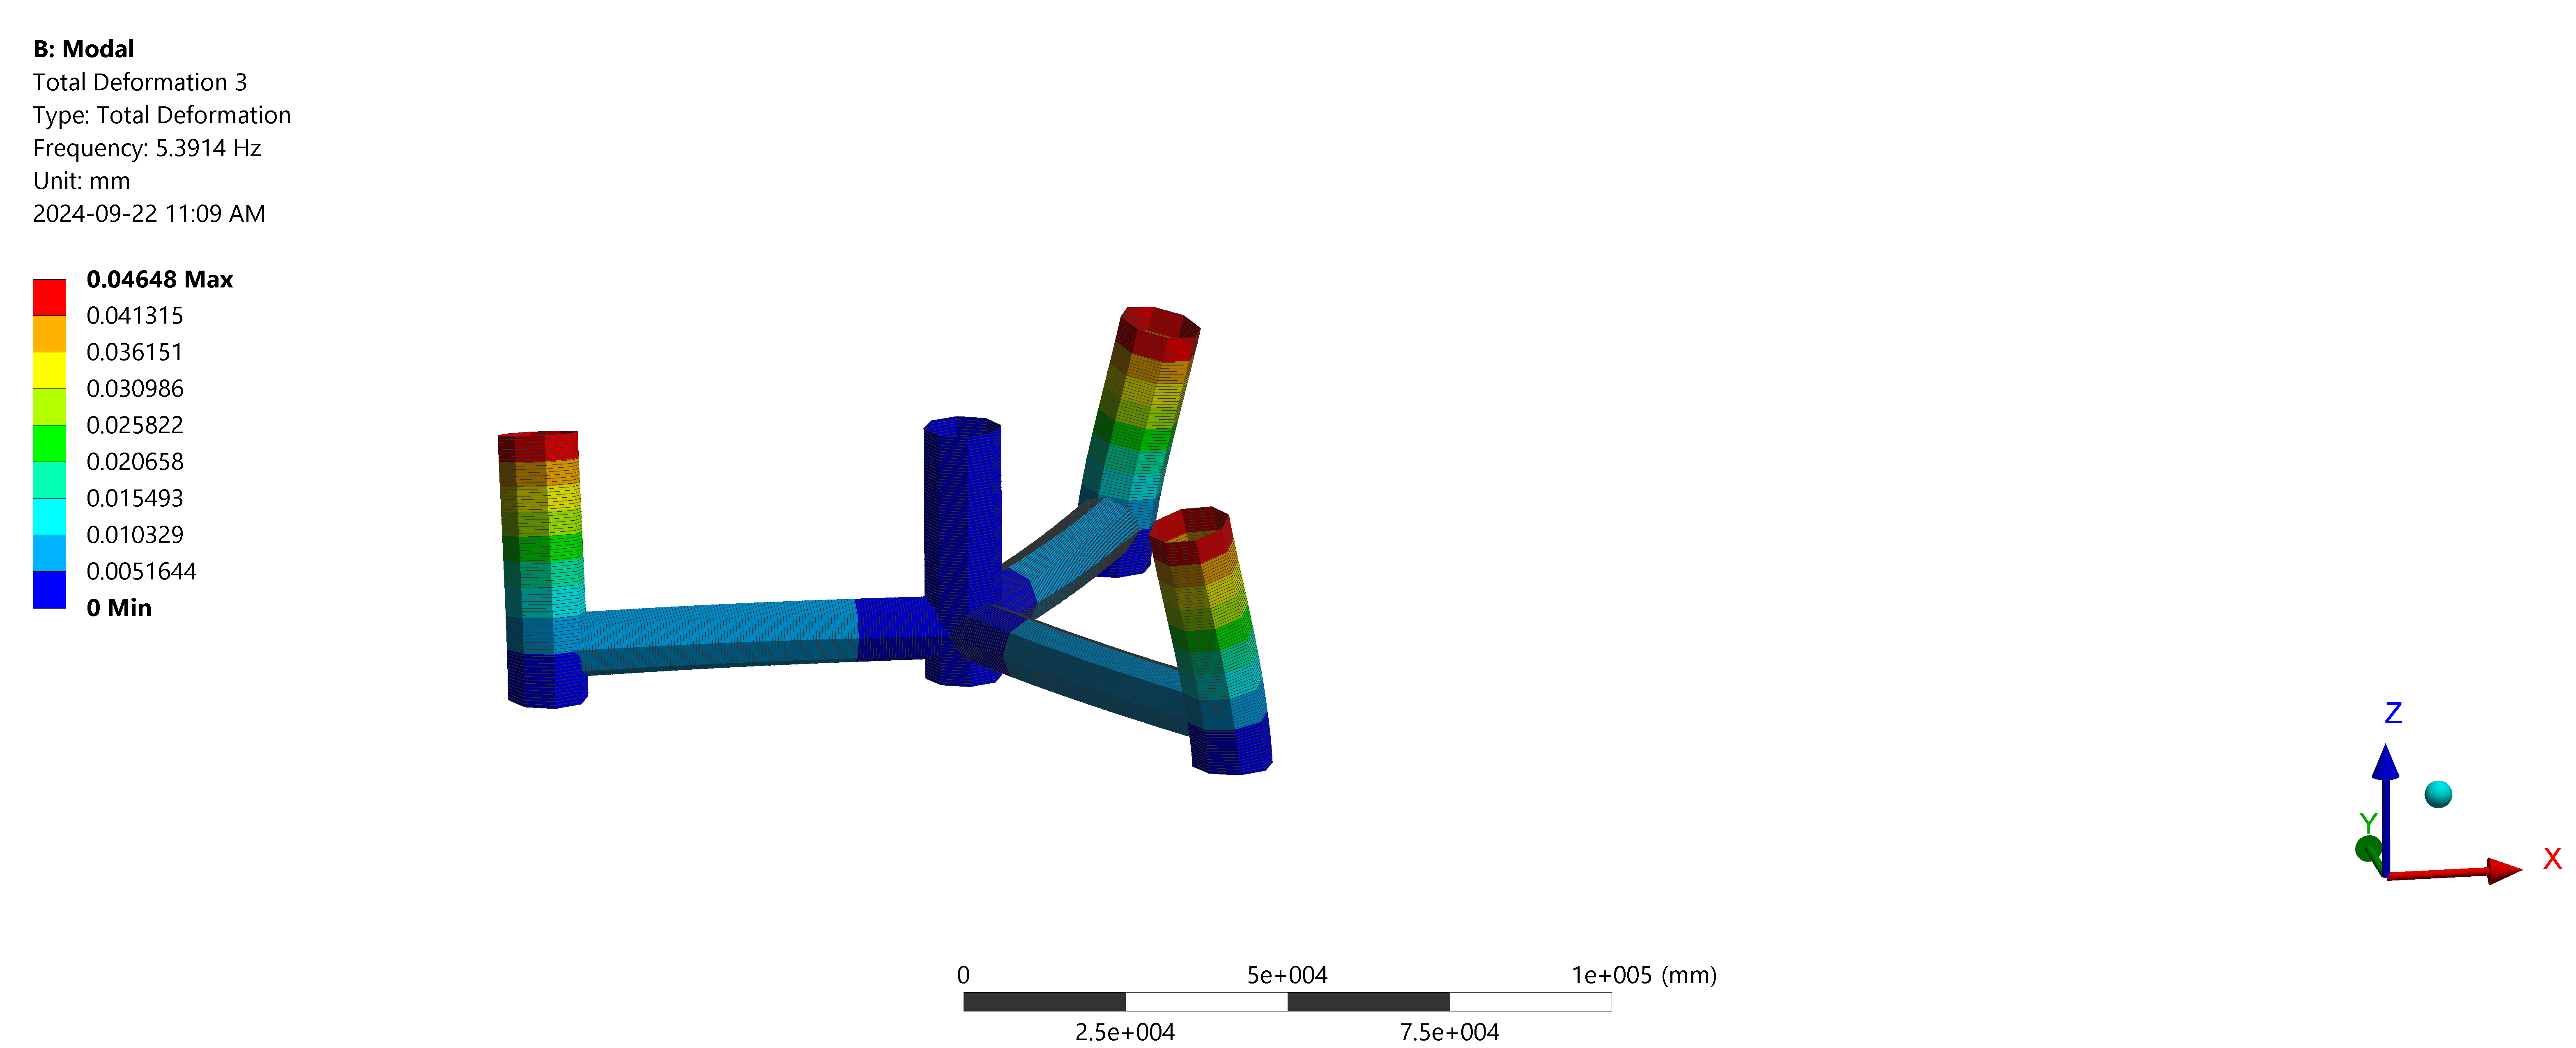 B: Modal
Total Deformation 3
Type: Total Deformation
Frequency: 5.3914 Hz
Unit: mm
2024-09-22 11:09 AM
0.04648 Max
0.041315
0.036151
0.030986
0.025822
0.020658
0.015493
0.010329
0.0051644
0 Min
Z
Y
X
0 5e+004 1e+005 (mm)
2.5e+004 7.5e+004